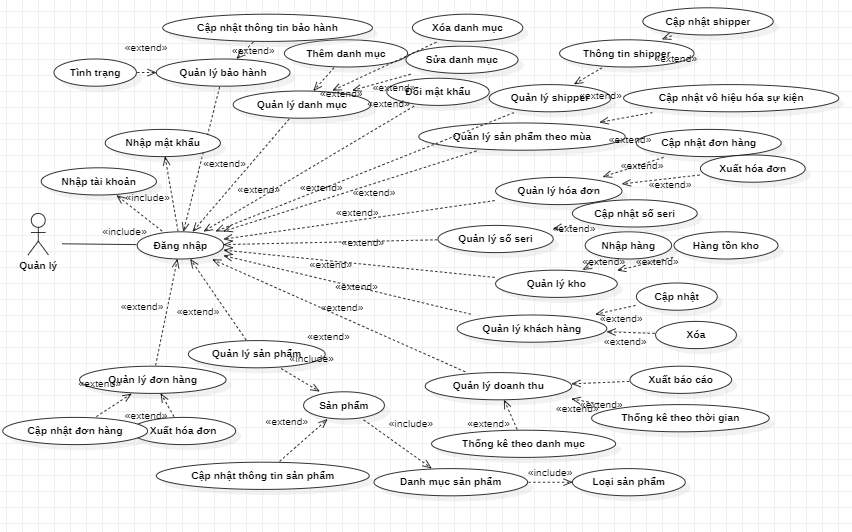 Cập nhật shipper
Cập nhật thông tin bảo hành
Xóa danh mục
«extend»
«extend»
Thêm danh mục
Thông tin shipper
«extend»
Sửa danh mục
Tình trạng
Quản lý bảo hành
«extend»
«extend»
Đổi mật khẩu
Quản lý danh mục
«extend»
Quản lý shipper
«extend»
Cập nhật vô hiệu hóa sự kiện
Quản lý sản phẩm theo mùa
«extend»
Cập nhật đơn hàng
Nhập mật khẩu
«extend»
«extend»
Xuất hóa đơn
Nhập tài khoản
«extend»
«extend»
«extend»
Quản lý hóa đơn
«extend»
«include»
«extend»
Cập nhật số seri
«include»
«extend»
Đăng nhập
«extend»
Quản lý số seri
Nhập hàng
Hàng tồn kho
Quản lý
«extend»
«extend»
«extend»
Quản lý kho
«extend»
Cập nhật
«extend»
«extend»
«extend»
«extend»
Quản lý khách hàng
Xóa
«extend»
«extend»
Quản lý sản phẩm
«include»
Quản lý đơn hàng
«extend»
Quản lý doanh thu
Xuất báo cáo
Sản phẩm
«extend»
«extend»
«extend»
«extend»
«include»
«extend»
Thống kê theo thời gian
Cập nhật đơn hàng
Xuất hóa đơn
Thống kê theo danh mục
Cập nhật thông tin sản phẩm
«include»
Danh mục sản phẩm
Loại sản phẩm